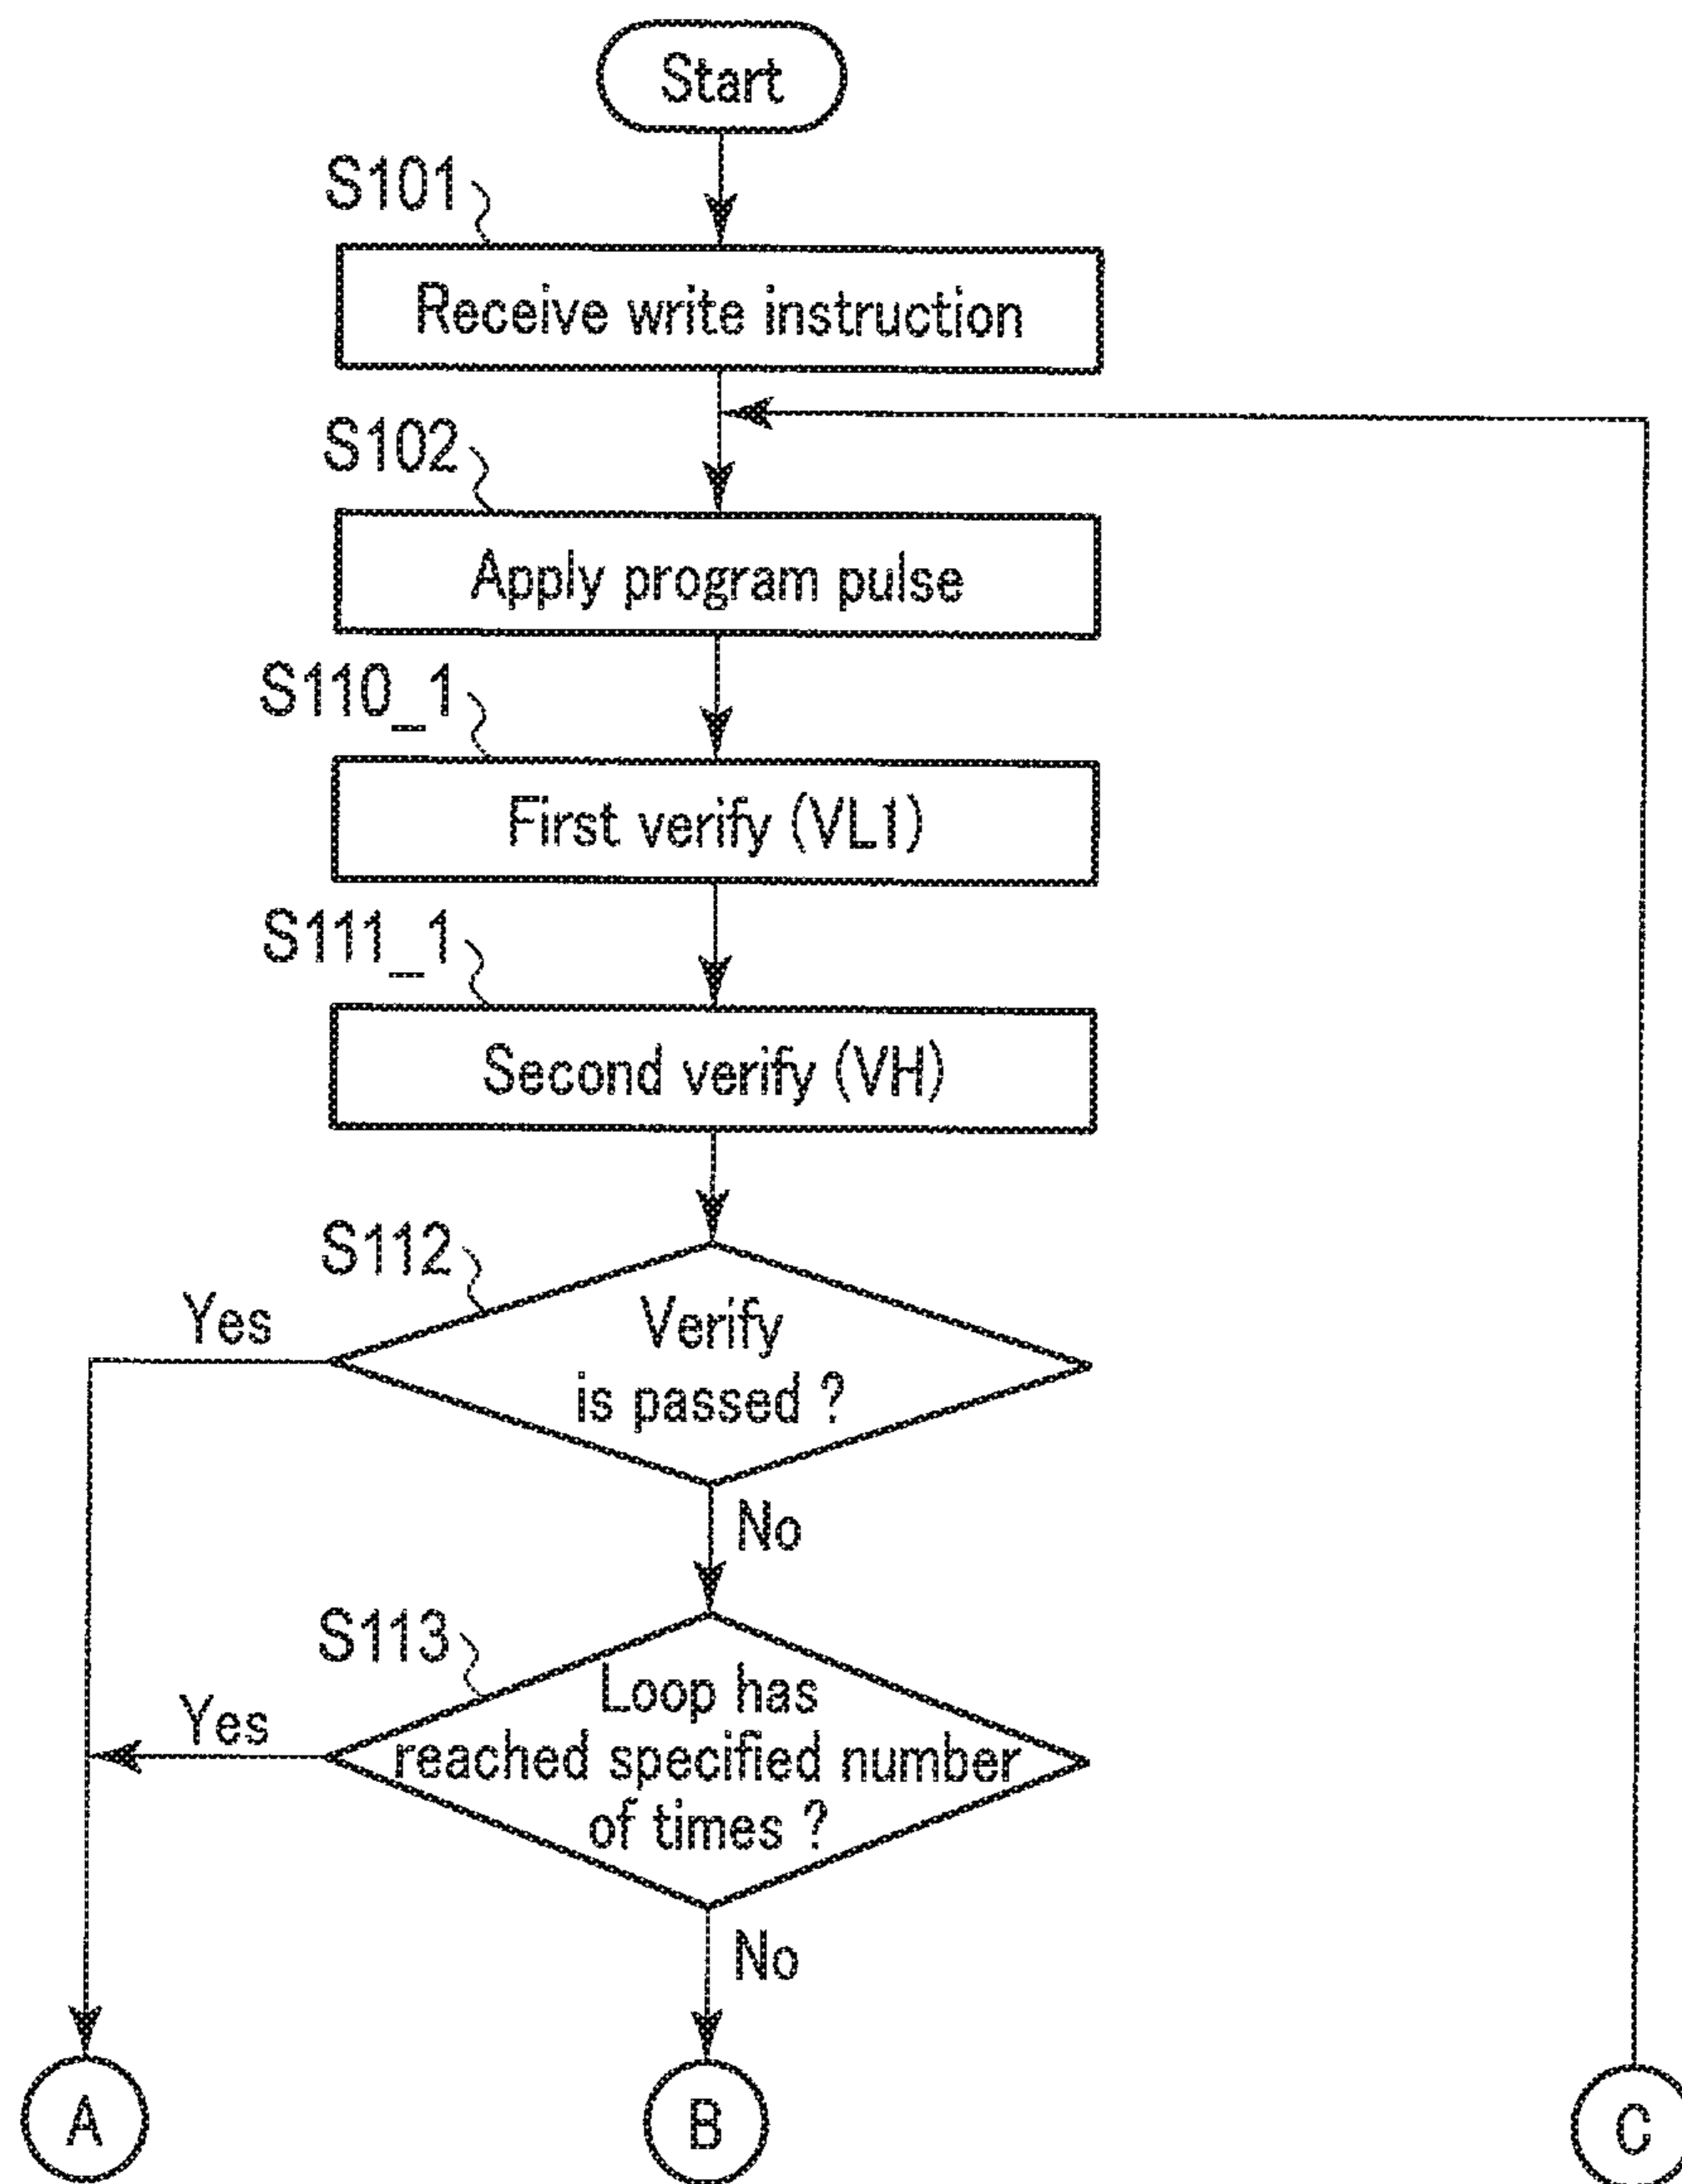 Start
S101
Receive write instruction
S102
Apply program pulse
S110_1
First verify (VL1)
S111_1
Second verify (VH)
S112
Yes
Verify
is passed ?
No
S113
Yes
Loop has
reached specified number
of times ?
No
A
B
C